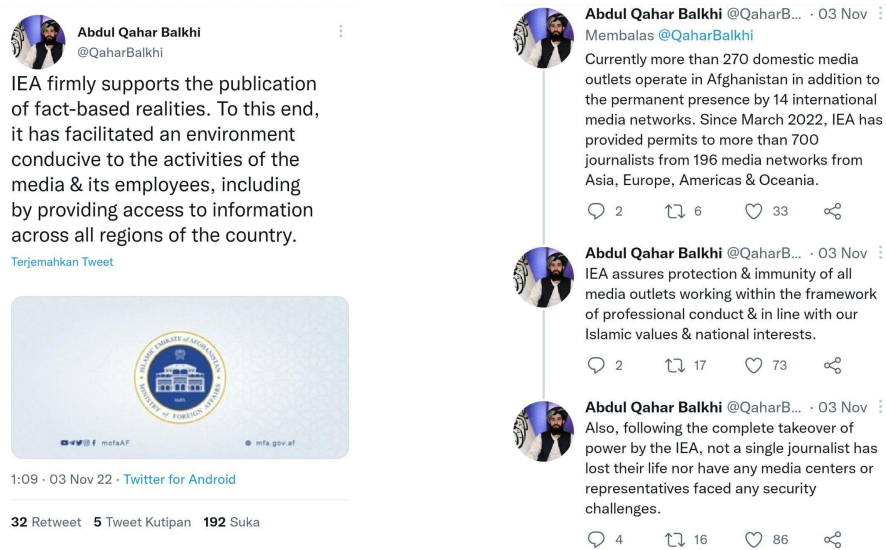 Abdul Qahar Balkhi
@QaharBalkhi
IEA firmly supports the publication
of fact-based realities. To this end,
it has facilitated an environment
conducive to the activities of the
media & its employees, including
by providing access to information
across all regions of the country.
Terjemahkan Tweet
ISLAMIC EMIRATE OF AFGHANISTAN
MINISTRY OF FOREIGN AFFAIRS
mofaAF
mfa.gov.af
1:09 · 03 Nov 22 · Twitter for Android
32 Retweet 5 Tweet Kutipan 192 Suka
Abdul Qahar Balkhi @QaharB... · 03 Nov
Membalas @QaharBalkhi
Currently more than 270 domestic media
outlets operate in Afghanistan in addition to
the permanent presence by 14 international
media networks. Since March 2022, IEA has
provided permits to more than 700
journalists from 196 media networks from
Asia, Europe, Americas & Oceania.
2 6 33
Abdul Qahar Balkhi @QaharB... · 03 Nov
IEA assures protection & immunity of all
media outlets working within the framework
of professional conduct & in line with our
Islamic values & national interests.
2 17 73
Abdul Qahar Balkhi @QaharB... · 03 Nov
Also, following the complete takeover of
power by the IEA, not a single journalist has
lost their life nor have any media centers or
representatives faced any security
challenges.
4 16 86